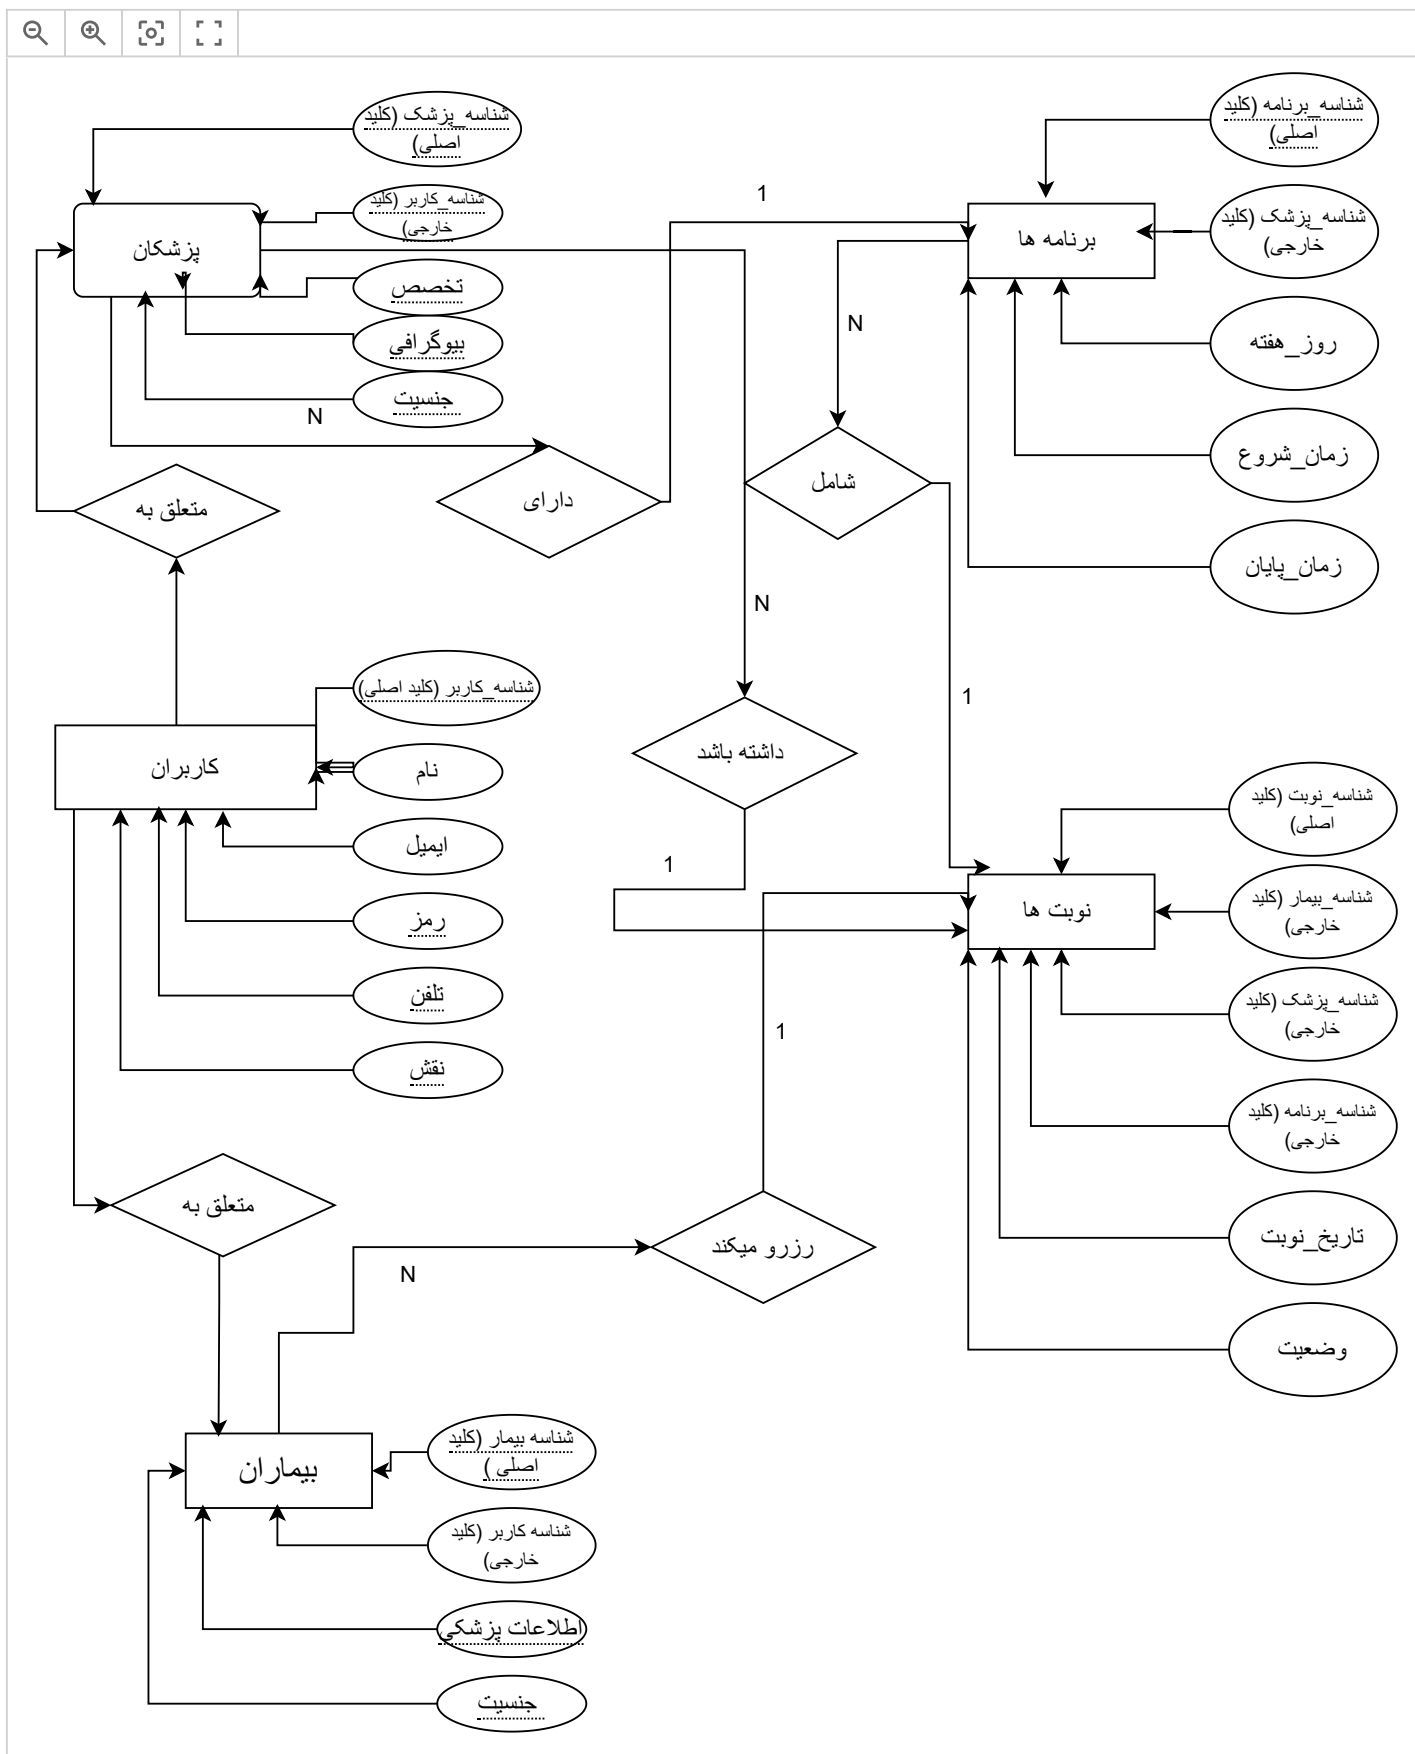 شناسه_پزشک (کلید
اصلی)
شناسه_کاربر (کلید
خارجی)
پزشکان
تخصص
بیوگرافی
جنسیت
N
1
شناسه_برنامه (کلید
اصلی)
شناسه_پزشک (کلید
خارجی)
برنامه ها
روز_هفته
زمان_شروع
زمان_پایان
N
شامل
دارای
متعلق به
N
1
شناسه_کاربر (کلید اصلی)
کاربران
نام
ایمیل
رمز
تلفن
نقش
داشته باشد
1
شناسه_نوبت (کلید
اصلی)
شناسه_بیمار (کلید
خارجی)
نوبت ها
شناسه_پزشک (کلید
خارجی)
شناسه_برنامه (کلید
خارجی)
تاریخ_نوبت
وضعیت
1
متعلق به
رزرو میکند
N
بیماران
شناسه بیمار (کلید
اصلی )
شناسه کاربر (کلید
خارجی)
اطلاعات پزشکی
جنسیت